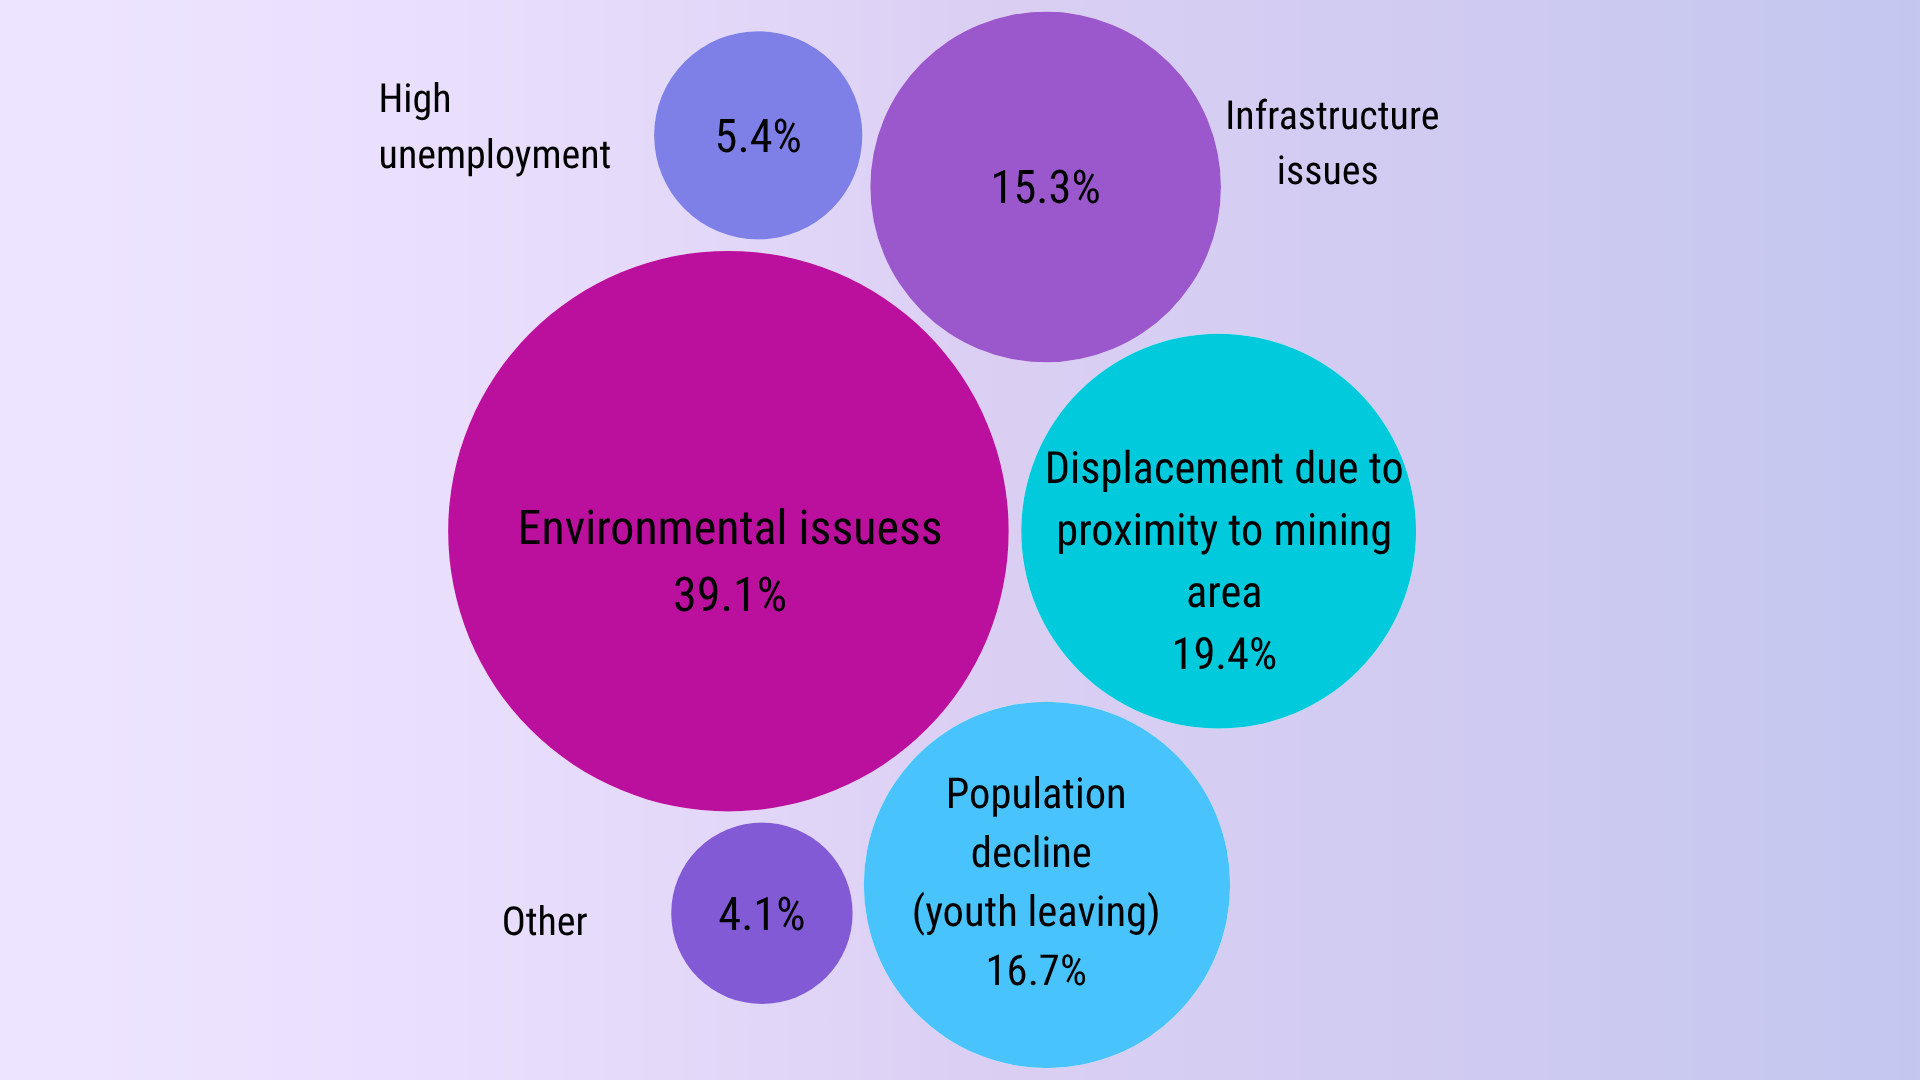 High
unemployment
5.4%
15.3%
Infrastructure
issues
Environmental issuess
39.1%
Displacement due to
proximity to mining
area
19.4%
Population
decline
(youth leaving)
16.7%
Other
4.1%